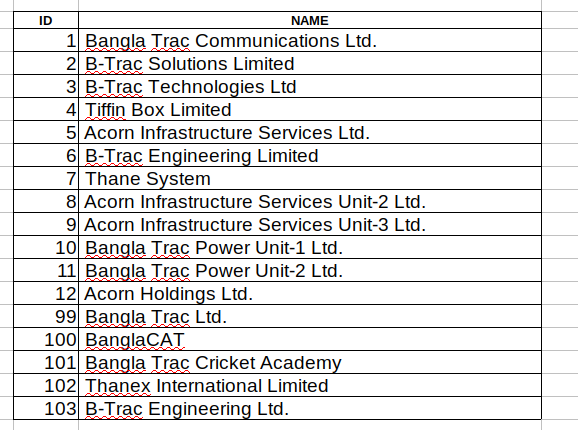 ID NAME
1 Bangla Trac Communications Ltd.
2 B-Trac Solutions Limited
3 B-Trac Technologies Ltd
4 Tiffin Box Limited
5 Acorn Infrastructure Services Ltd.
6 B-Trac Engineering Limited
7 Thane System
8 Acorn Infrastructure Services Unit-2 Ltd.
9 Acorn Infrastructure Services Unit-3 Ltd.
10 Bangla Trac Power Unit-1 Ltd.
11 Bangla Trac Power Unit-2 Ltd.
12 Acorn Holdings Ltd.
99 Bangla Trac Ltd.
100 BanglaCAT
101 Bangla Trac Cricket Academy
102 Thanex International Limited
103 B-Trac Engineering Ltd.